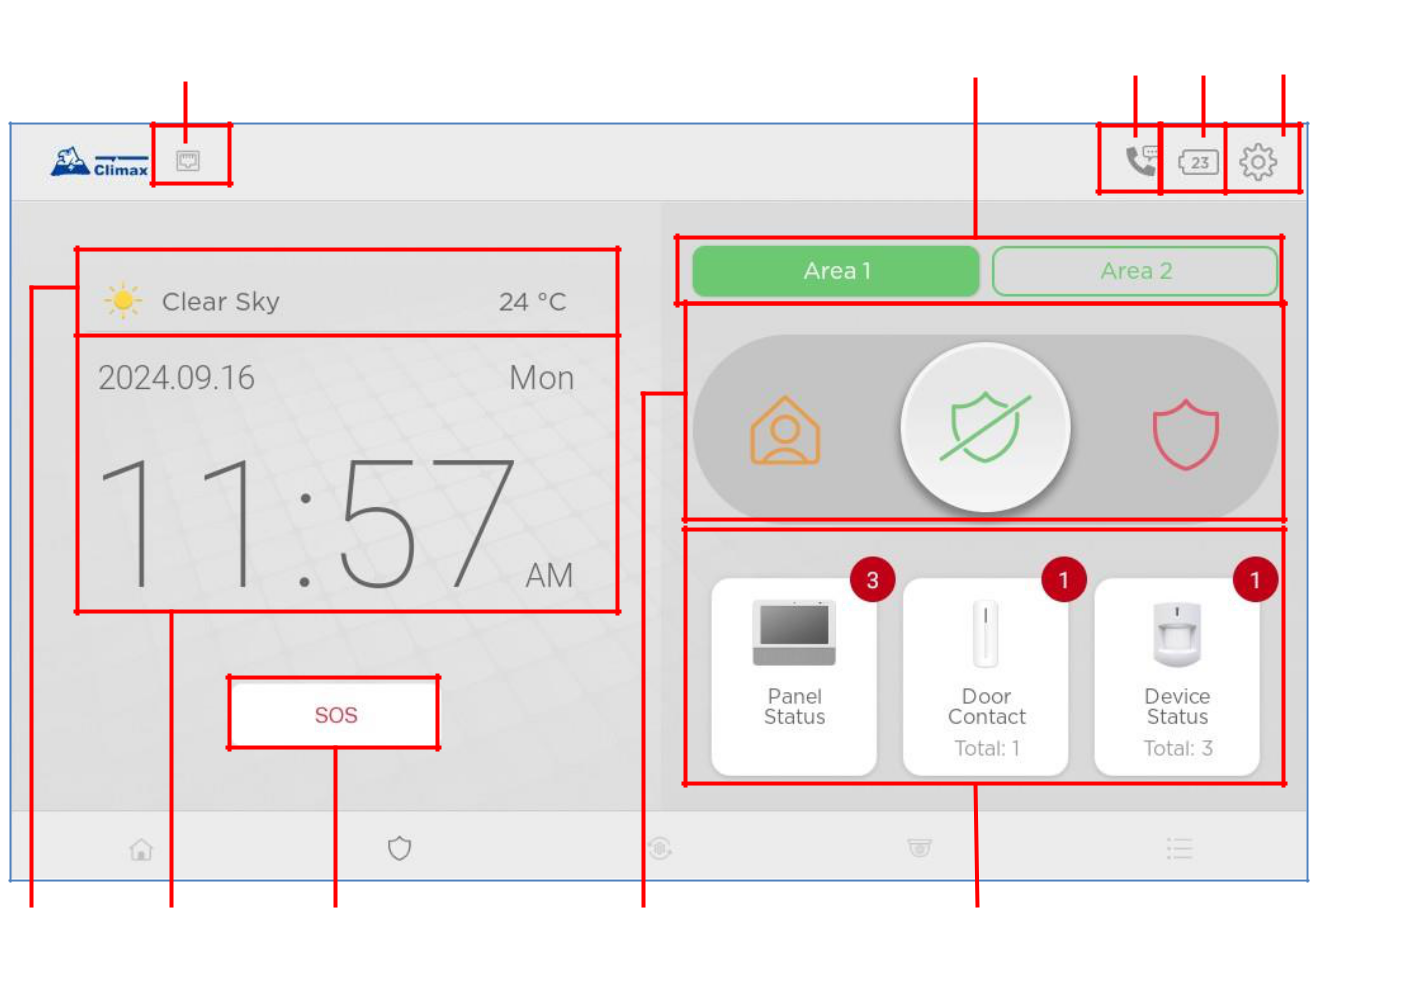 Climax
23
Area 1
Area 2
Clear Sky
24 °C
2024.09.16
Mon
11:57
AM
SOS
3
1
1
Panel
Status
Door
Contact
Total: 1
Device
Status
Total: 3